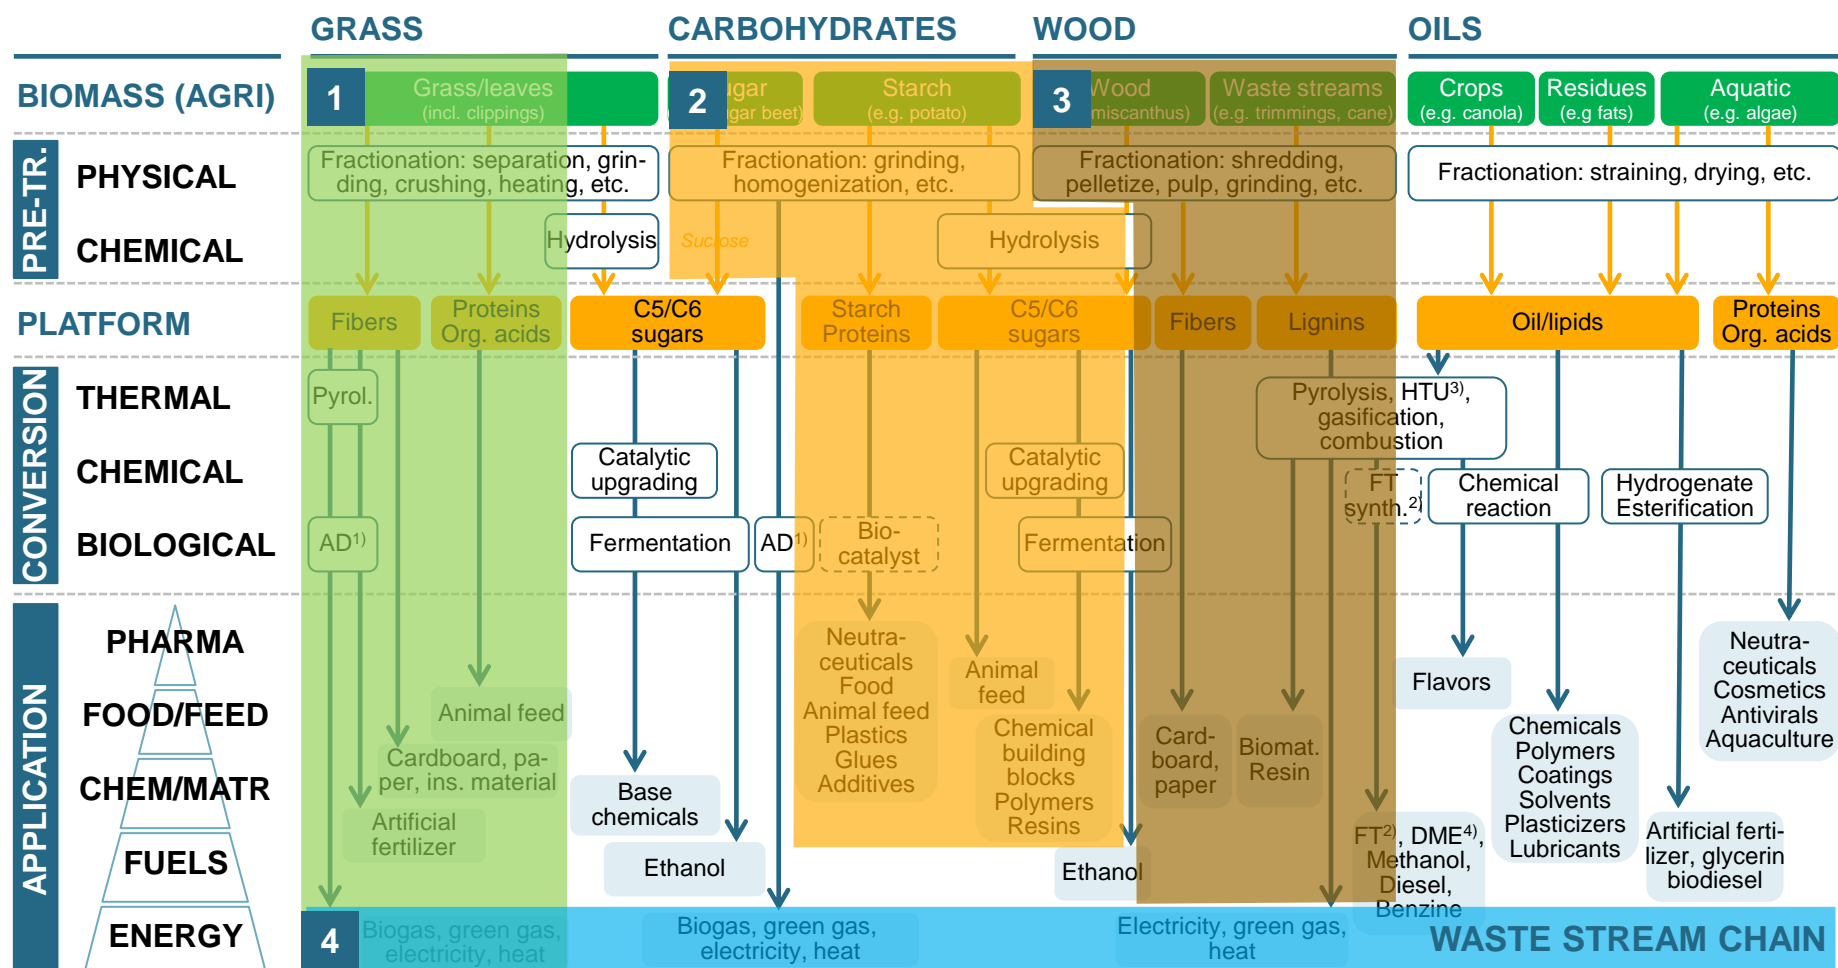 GRASS
CARBOHYDRATES
WOOD
OILS
BIOMASS (AGRI)
1
Grass/leaves
(incl. clippings)
2
ugar
gar beet)
Starch
(e.g. potato)
3
Wood
miscanthus)
Waste streams
(e.g. trimmings, cane)
Crops
(e.g. canola)
Residues
(e.g fats)
Aquatic
(e.g. algae)
PRE-TR.
PHYSICAL
Fractionation: separation, grin-
ding, crushing, heating, etc.
Fractionation: grinding,
homogenization, etc.
Fractionation: shredding,
pelletize, pulp, grinding, etc.
Fractionation: straining, drying, etc.
CHEMICAL
Hydrolysis
Sucrose
Hydrolysis
PLATFORM
Fibers
Proteins
Org. acids
C5/C6
sugars
Starch
Proteins
C5/C6
sugars
Fibers
Lignins
Oil/lipids
Proteins
Org. acids
CONVERSION
THERMAL
Pyrol.
Pyrolysis, HTU3),
gasification,
combustion
CHEMICAL
Catalytic
upgrading
Catalytic
upgrading
FT
synth.2)
Chemical
reaction
Hydrogenate
Esterification
BIOLOGICAL
AD1)
Fermentation
AD1)
Bio-
catalyst
Fermentation
APPLICATION
PHARMA
FOOD/FEED
CHEM/MATR
FUELS
ENERGY
Animal feed
Cardboard, pa-
per, ins. material
Artificial
fertilizer
Base
chemicals
Ethanol
Neutra-
ceuticals
Food
Animal feed
Plastics
Glues
Additives
Animal
feed
Chemical
building
blocks
Polymers
Resins
Ethanol
Card-
board,
paper
Biomat.
Resin
FT2), DME4),
Methanol,
Diesel,
Benzine
Flavors
Chemicals
Polymers
Coatings
Solvents
Plasticizers
Lubricants
Artificial ferti-
lizer, glycerin
biodiesel
Neutra-
ceuticals
Cosmetics
Antivirals
Aquaculture
4
Biogas, green gas,
electricity, heat
Biogas, green gas,
electricity, heat
Electricity, green gas,
heat
WASTE STREAM CHAIN